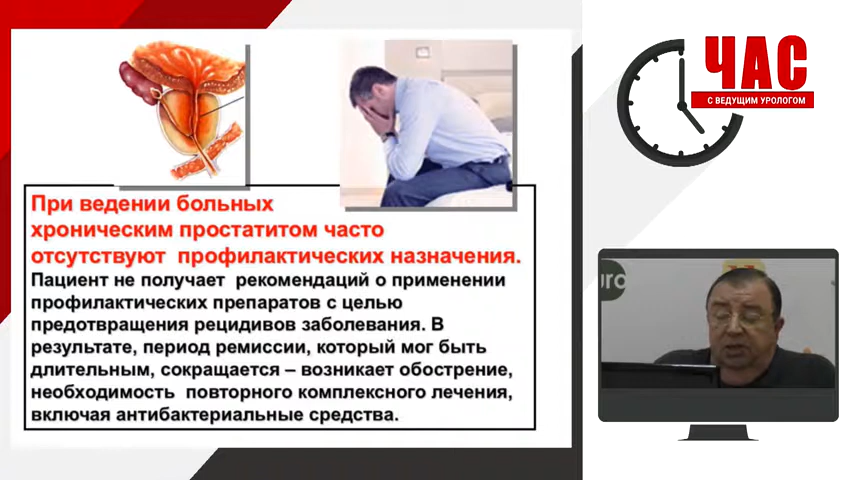 При ведении больных
хроническим простатитом часто
отсутствуют профилактических назначения.
Пациент не получает рекомендаций о применении
профилактических препаратов с целью
предотвращения рецидивов заболевания. В
результате, период ремиссии, который мог быть
длительным, сокращается – возникает обострение,
необходимость повторного комплексного лечения,
включая антибактериальные средства.
ЧАС
С ВЕДУЩИМ УРОЛОГОМ
uro